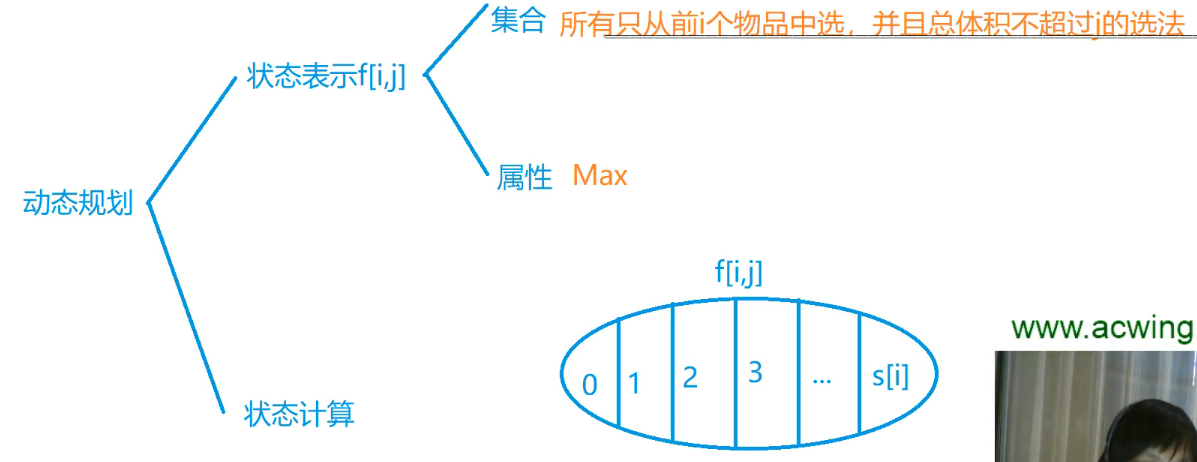 集合 所有只从前i个物品中选，并且总体积不超过j的选法
状态表示f[i,j]
属性 Max
动态规划
f[i,j]
www.acwing
0 1 2 3 ... s[i]
状态计算